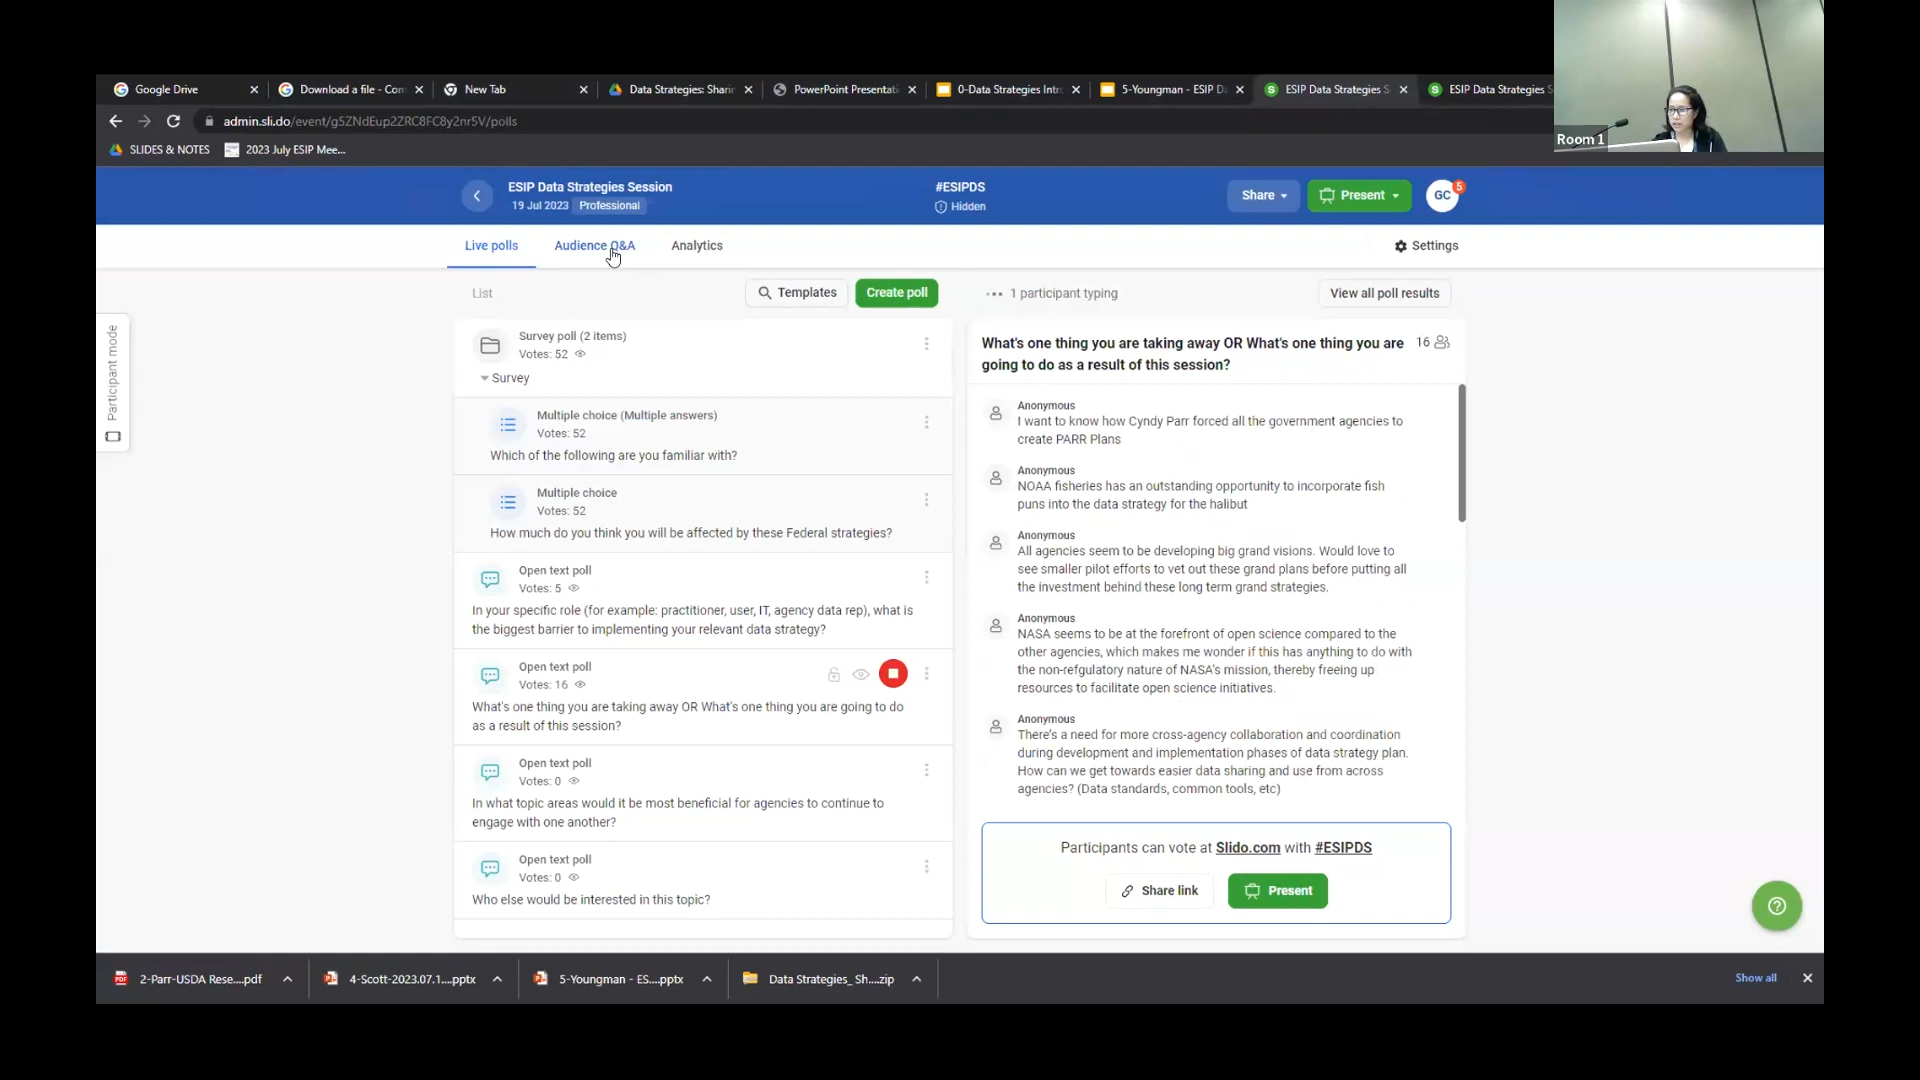 Google Drive
Download a file - Con
New Tab
Data Strategies: Sharin
PowerPoint Presentati
0-Data Strategies Intro
5-Youngman - ESIP D
ESIP Data Strategies S
ESIP Data Strategies S
admin.sli.do/event/g5ZNdEup2ZRC8FC8y2nr5V/polls
SLIDES & NOTES
2023 July ESIP Mee...
Room 1
ESIP Data Strategies Session
19 Jul 2023 Professional
#ESIPDS
Hidden
Share
Present
GC
5
Live polls
Audience Q&A
Analytics
Settings
List
Templates
Create poll
1 participant typing
View all poll results
Participant mode
Survey poll (2 items)
Votes: 52
Survey
Multiple choice (Multiple answers)
Votes: 52
Which of the following are you familiar with?
Multiple choice
Votes: 52
How much do you think you will be affected by these Federal strategies?
Open text poll
Votes: 5
In your specific role (for example: practitioner, user, IT, agency data rep), what is
the biggest barrier to implementing your relevant data strategy?
Open text poll
Votes: 16
What's one thing you are taking away OR What's one thing you are going to do
as a result of this session?
Open text poll
Votes: 0
In what topic areas would it be most beneficial for agencies to continue to
engage with one another?
Open text poll
Votes: 0
Who else would be interested in this topic?
What's one thing you are taking away OR What's one thing you are
going to do as a result of this session?
16
Anonymous
I want to know how Cyndy Parr forced all the government agencies to
create PARR Plans
Anonymous
NOAA fisheries has an outstanding opportunity to incorporate fish
puns into the data strategy for the halibut
Anonymous
All agencies seem to be developing big grand visions. Would love to
see smaller pilot efforts to vet out these grand plans before putting all
the investment behind these long term grand strategies.
Anonymous
NASA seems to be at the forefront of open science compared to the
other agencies, which makes me wonder if this has anything to do with
the non-refgulatory nature of NASA's mission, thereby freeing up
resources to facilitate open science initiatives.
Anonymous
There's a need for more cross-agency collaboration and coordination
during development and implementation phases of data strategy plan.
How can we get towards easier data sharing and use from across
agencies? (Data standards, common tools, etc)
Participants can vote at Slido.com with #ESIPDS
Share link
Present
2-Parr-USDA Rese....pdf
4-Scott-2023.07.1....pptx
5-Youngman - ES....pptx
Data Strategies_ Sh....zip
Show all